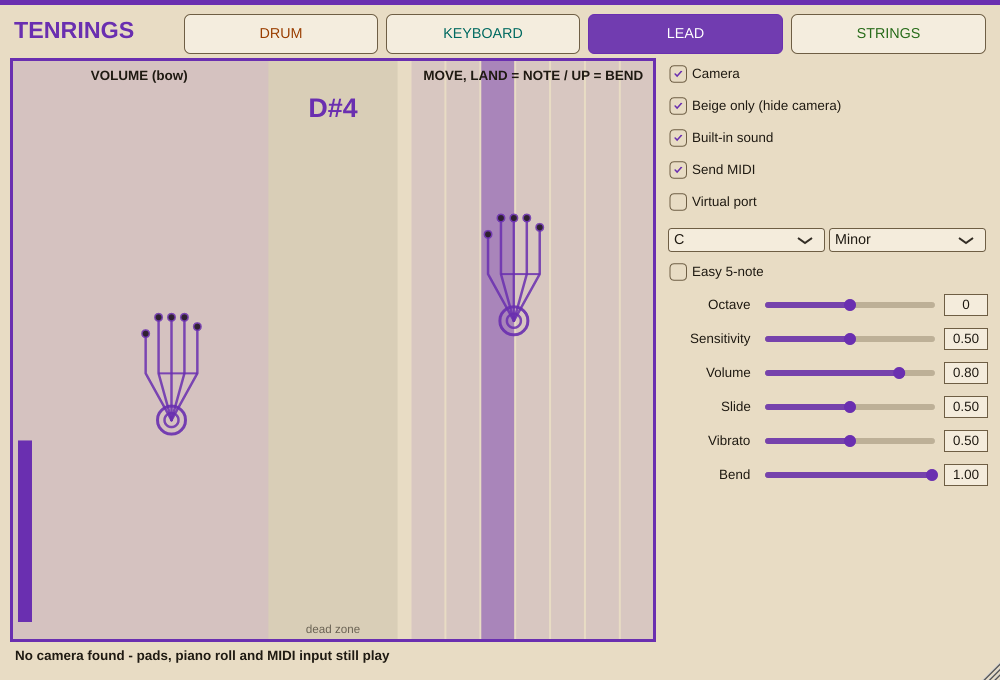 TENRINGS
DRUM
KEYBOARD
LEAD
STRINGS
VOLUME (bow)
MOVE, LAND = NOTE / UP = BEND
D#4
dead zone
No camera found - pads, piano roll and MIDI input still play
Camera
Beige only (hide camera)
Built-in sound
Send MIDI
Virtual port
C
Minor
Easy 5-note
Octave 0
Sensitivity 0.50
Volume 0.80
Slide 0.50
Vibrato 0.50
Bend 1.00